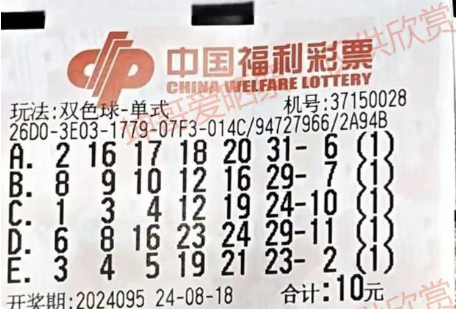 中国福利彩票
CHINA WELFARE LOTTERY
玩法:双色球-单式 机号:37150028
26D0-3E03-1779-07F3-014C/94727966/2A94B
A. 2 16 17 18 20 31- 6 (1)
B. 8 9 10 12 16 29- 7 (1)
C. 1 3 4 12 19 24-10 (1)
D. 6 8 16 23 24 29-11 (1)
E. 3 4 5 19 21 23- 2 (1)
开奖期:2024095 24-08-18 合计:10元
供欣赏